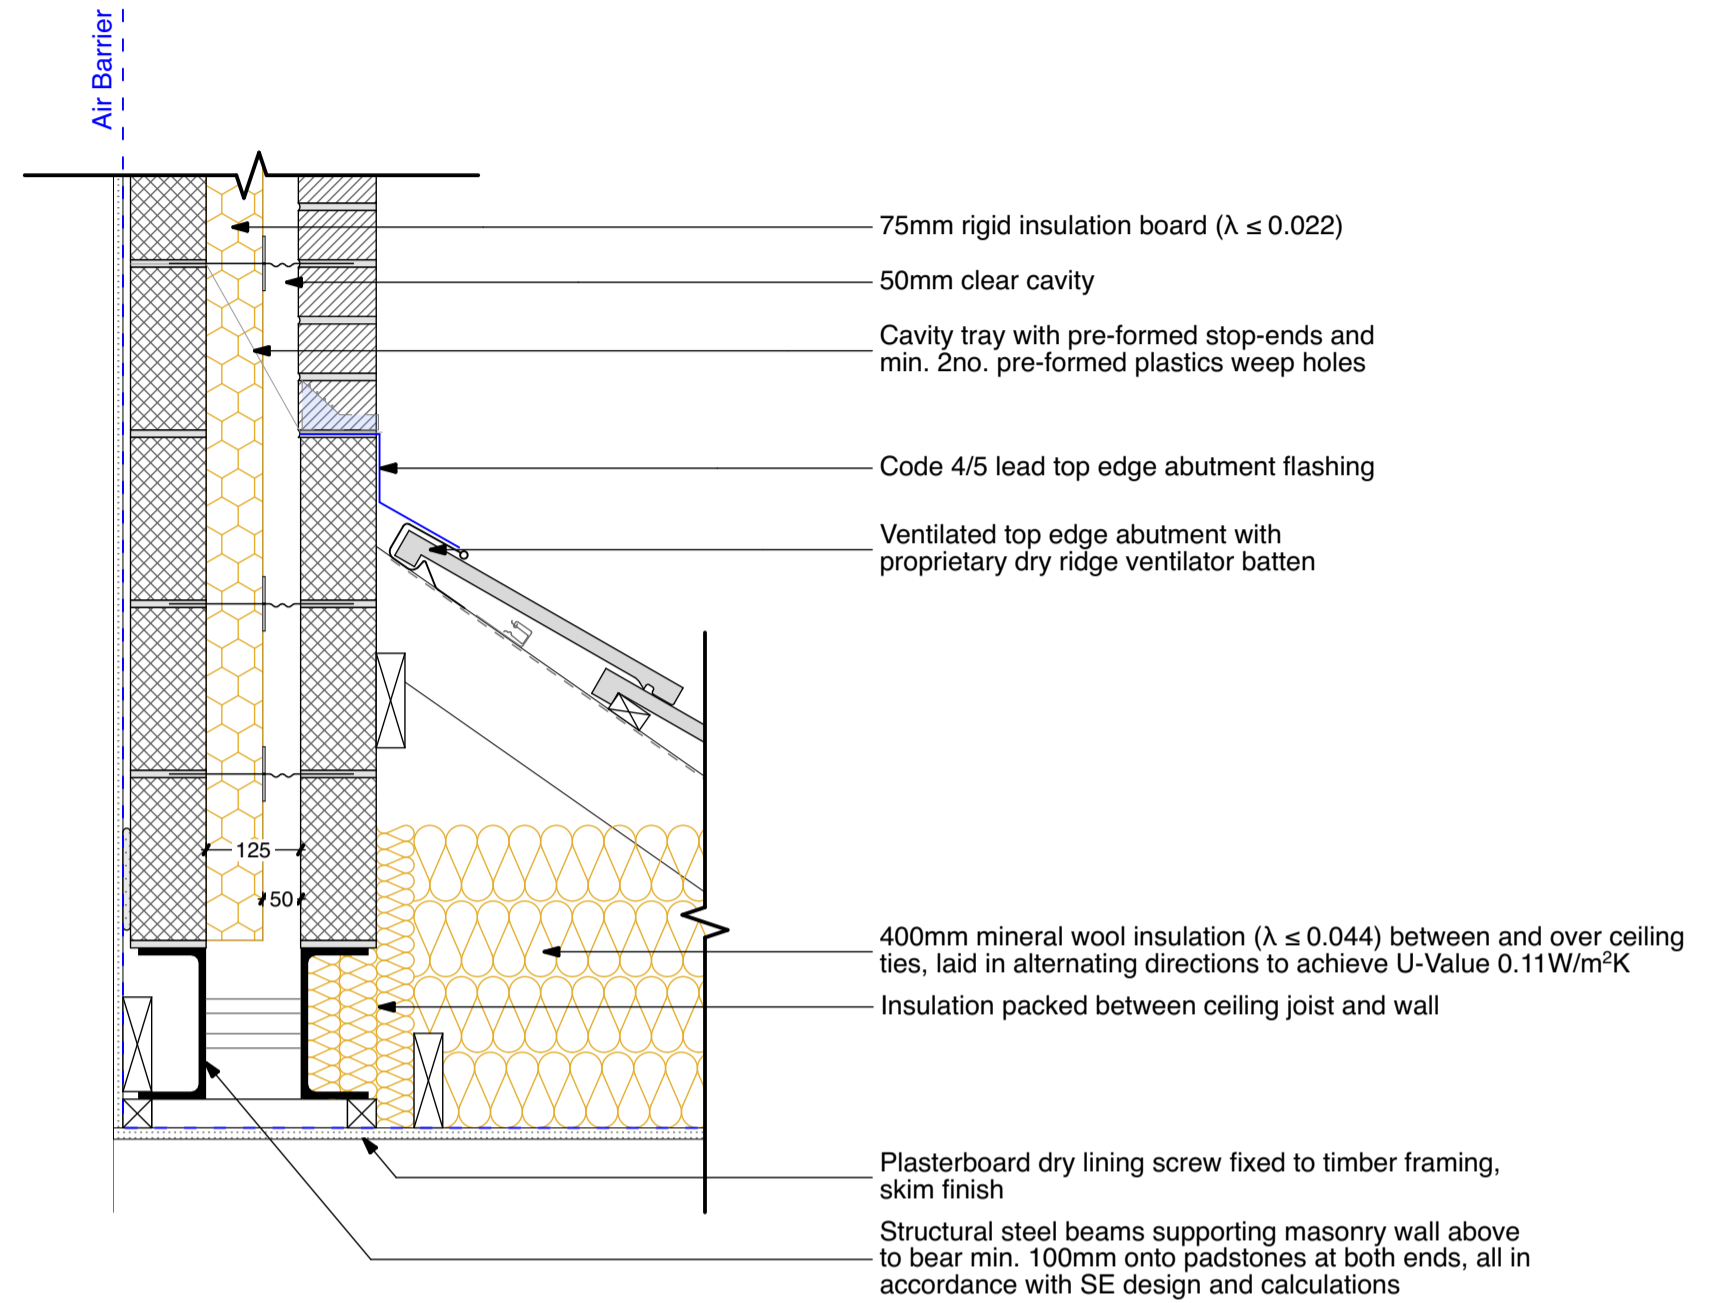 Air Barrier
75mm rigid insulation board (λ ≤ 0.022)
50mm clear cavity
Cavity tray with pre-formed stop-ends and
min. 2no. pre-formed plastics weep holes
Code 4/5 lead top edge abutment flashing
Ventilated top edge abutment with
proprietary dry ridge ventilator batten
125
50
400mm mineral wool insulation (λ ≤ 0.044) between and over ceiling
ties, laid in alternating directions to achieve U-Value 0.11W/m²K
Insulation packed between ceiling joist and wall
Plasterboard dry lining screw fixed to timber framing,
skim finish
Structural steel beams supporting masonry wall above
to bear min. 100mm onto padstones at both ends, all in
accordance with SE design and calculations